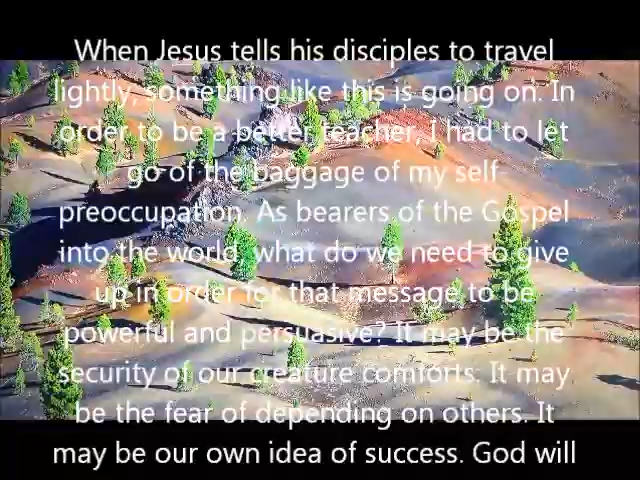 When Jesus tells his disciples to travel
lightly, something like this is going on. In
order to be a better teacher, I had to let
go of the baggage of my self-
preoccupation. As bearers of the Gospel
into the world, what do we need to give
up in order for that message to be
powerful and persuasive? It may be the
security of our creature comforts. It may
be the fear of depending on others. It
may be our own idea of success. God will